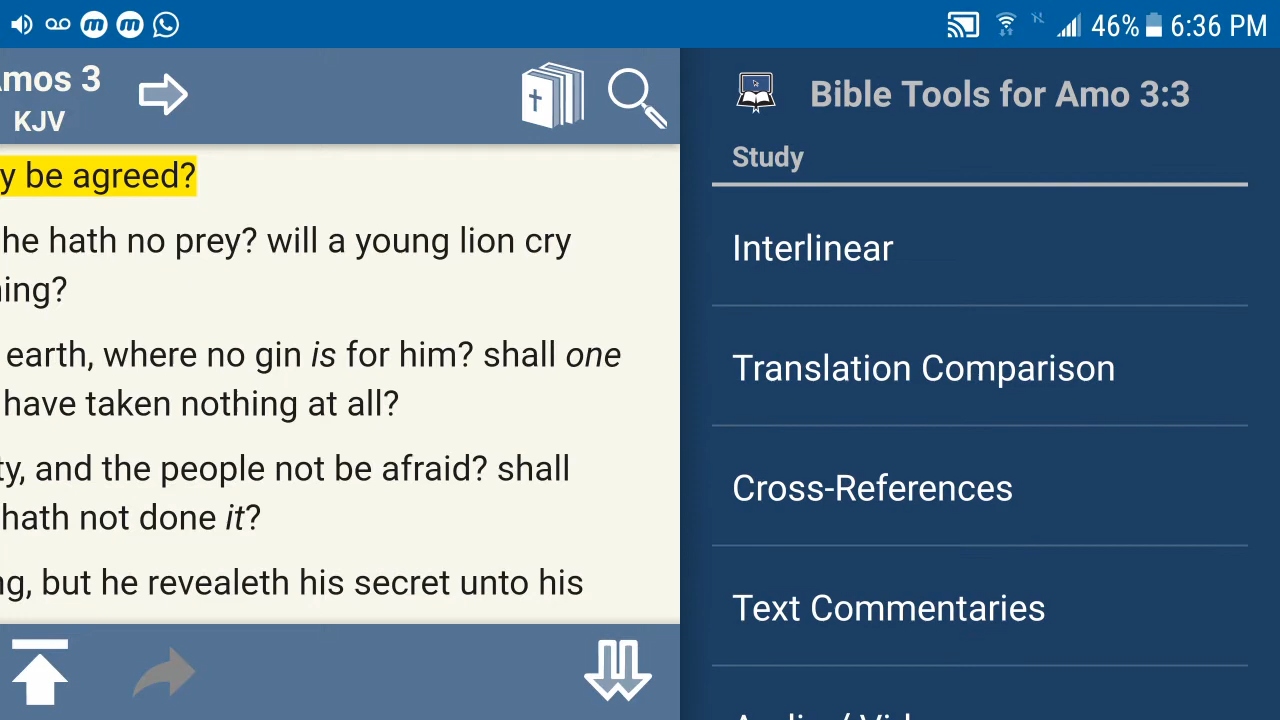 46% 6:36 PM
Amos 3
KJV
y be agreed?
he hath no prey? will a young lion cry
ning?
earth, where no gin is for him? shall one
have taken nothing at all?
ty, and the people not be afraid? shall
hath not done it?
ng, but he revealeth his secret unto his
Bible Tools for Amo 3:3
Study
Interlinear
Translation Comparison
Cross-References
Text Commentaries